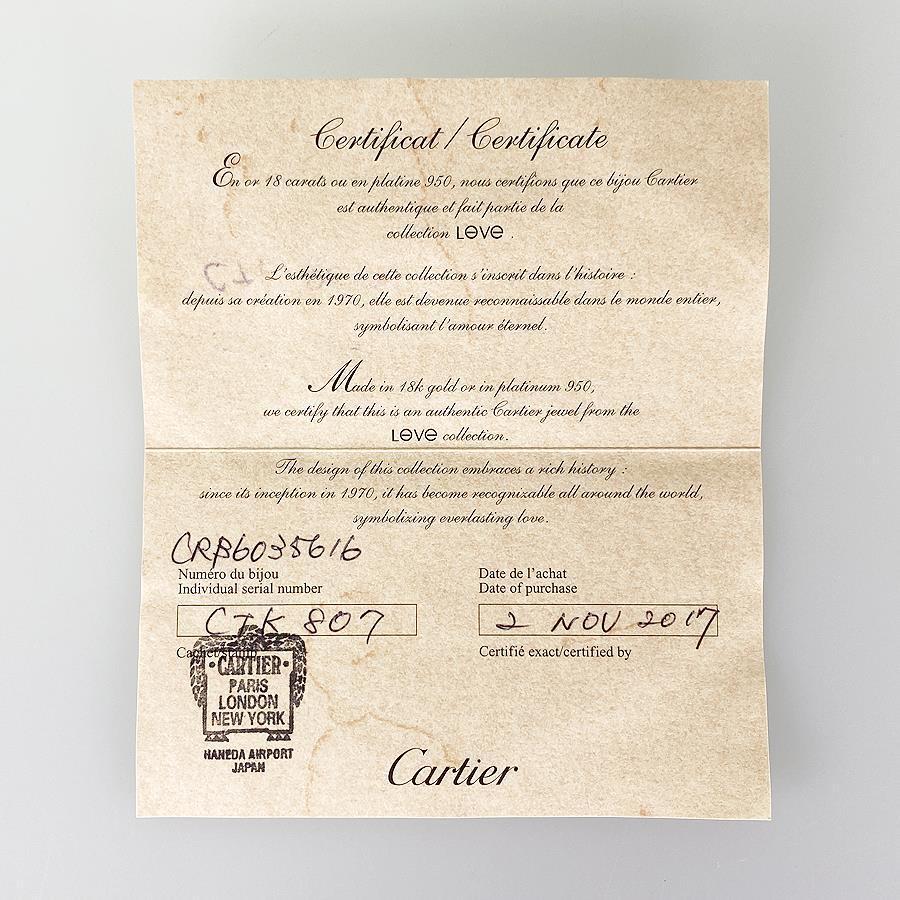 Certificat / Certificate
En or 18 carats ou en platine 950, nous certifions que ce bijou Cartier
est authentique et fait partie de la
collection LOVE .
L'esthétique de cette collection s'inscrit dans l'histoire :
depuis sa création en 1970, elle est devenue reconnaissable dans le monde entier,
symbolisant l'amour éternel.
Made in 18k gold or in platinum 950,
we certify that this is an authentic Cartier jewel from the
LOVE collection.
The design of this collection embraces a rich history :
since its inception in 1970, it has become recognizable all around the world,
symbolizing everlasting love.
CRB6035616
Numéro du bijou
Individual serial number
CTK 807
Date de l'achat
Date of purchase
2 NOV 2017
Cachet/stamp
Certifié exact/certified by
·CARTIER·
PARIS
LONDON
NEW YORK
HANEDA AIRPORT
JAPAN
Cartier